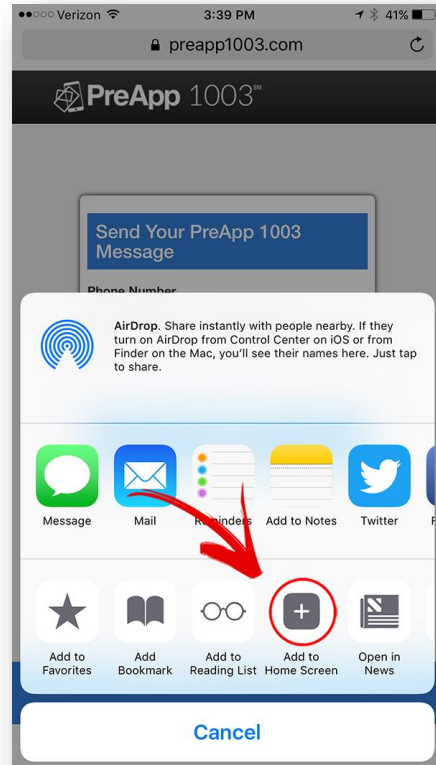 Verizon 3:39 PM 41%
preapp1003.com
PreApp 1003℠
Send Your PreApp 1003
Message
Phone Number
AirDrop. Share instantly with people nearby. If they
turn on AirDrop from Control Center on iOS or from
Finder on the Mac, you'll see their names here. Just tap
to share.
Message Mail Reminders Add to Notes Twitter
Add to Favorites
Add Bookmark
Add to Reading List
Add to Home Screen
Open in News
Cancel